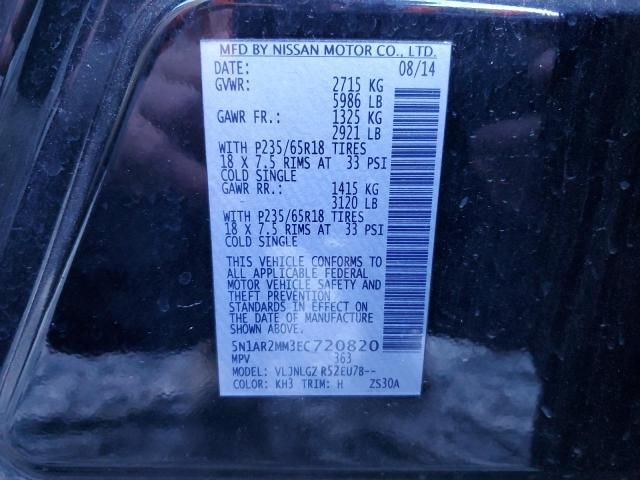 MFD BY NISSAN MOTOR CO., LTD.
DATE: 08/14
GVWR: 2715 KG
5986 LB
GAWR FR.: 1325 KG
2921 LB
WITH P235/65R18 TIRES
18 X 7.5 RIMS AT 33 PSI
COLD SINGLE
GAWR RR.: 1415 KG
3120 LB
WITH P235/65R18 TIRES
18 X 7.5 RIMS AT 33 PSI
COLD SINGLE
THIS VEHICLE CONFORMS TO
ALL APPLICABLE FEDERAL
MOTOR VEHICLE SAFETY AND
THEFT PREVENTION
STANDARDS IN EFFECT ON
THE DATE OF MANUFACTURE
SHOWN ABOVE.
5N1AR2MM3EC720820
MPV 363
VLJNLGZ R52EU7B--
COLOR: KH3 TRIM: H ZS30A